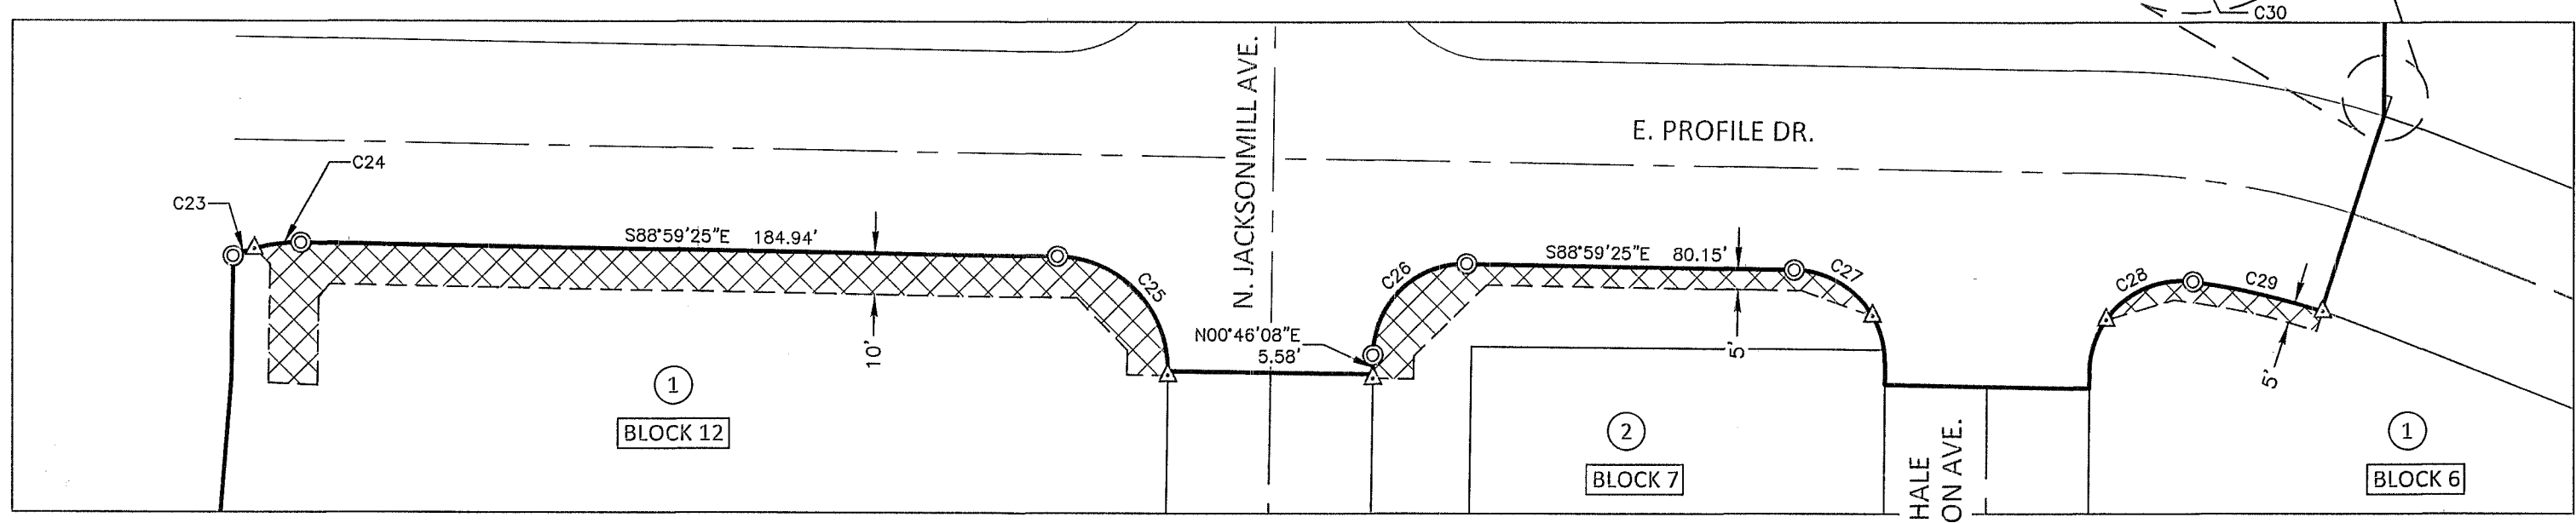 C30
N. JACKSONMILL AVE.
E. PROFILE DR.
C24
C23
S88°59'25"E 184.94'
C25
C26
S88°59'25"E 80.15'
C27
C28
C29
N00°46'08"E
5.58'
10'
5'
5'
1
BLOCK 12
2
BLOCK 7
HALE
ON AVE.
1
BLOCK 6